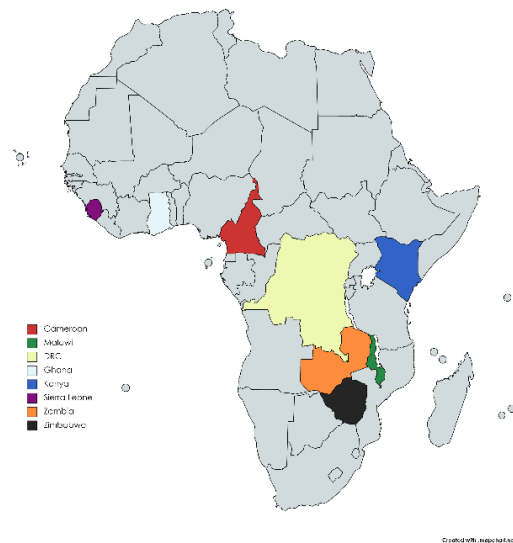 Cameroon
Malawi
DRC
Ghana
Kenya
Sierra Leone
Zambia
Zimbabwe
Created with mapchart.net